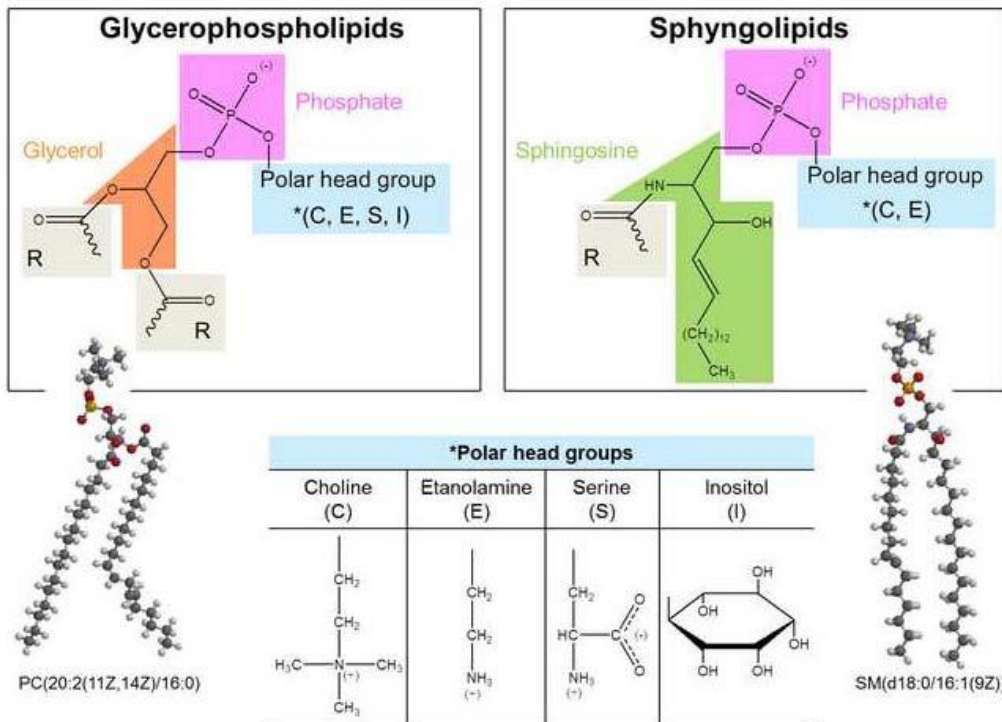 Glycerophospholipids
O
(-)
O
P
O
O
Phosphate
Glycerol
Polar head group
*(C, E, S, I)
O
O
R
O
O
R
Sphyngolipids
O
(-)
O
P
O
O
Phosphate
Sphingosine
Polar head group
*(C, E)
HN
O
OH
R
(CH₂)₁₂
CH₃
PC(20:2(11Z,14Z)/16:0)
*Polar head groups
Choline
(C)
Etanolamine
(E)
Serine
(S)
Inositol
(I)
CH₂
CH₂
H₃C
N
CH₃
(+)
CH₃
CH₂
CH₂
NH₃
(+)
CH₂
O
HC
C
(-)
O
NH₃
(+)
OH
OH
OH
OH
OH
SM(d18:0/16:1(9Z)